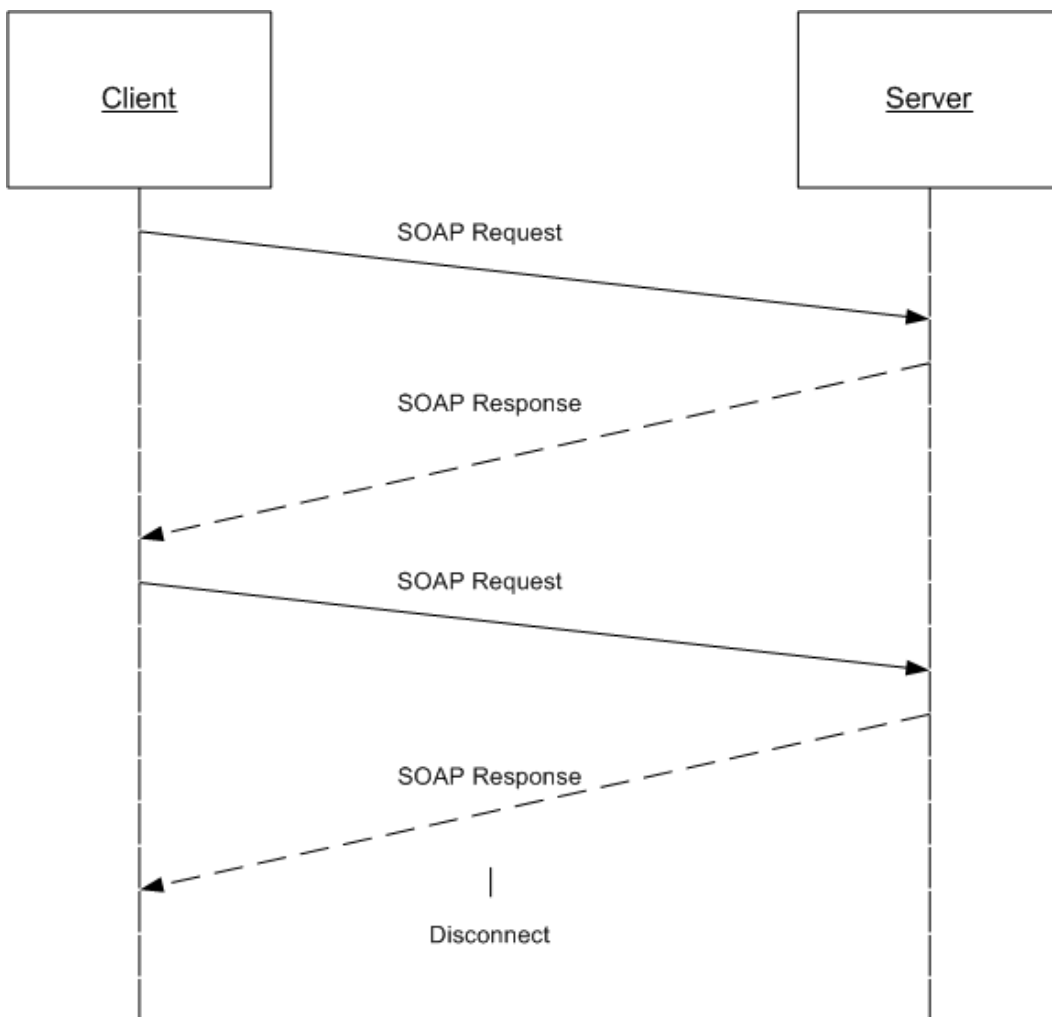 Client
Server
SOAP Request
SOAP Response
SOAP Request
SOAP Response
Disconnect